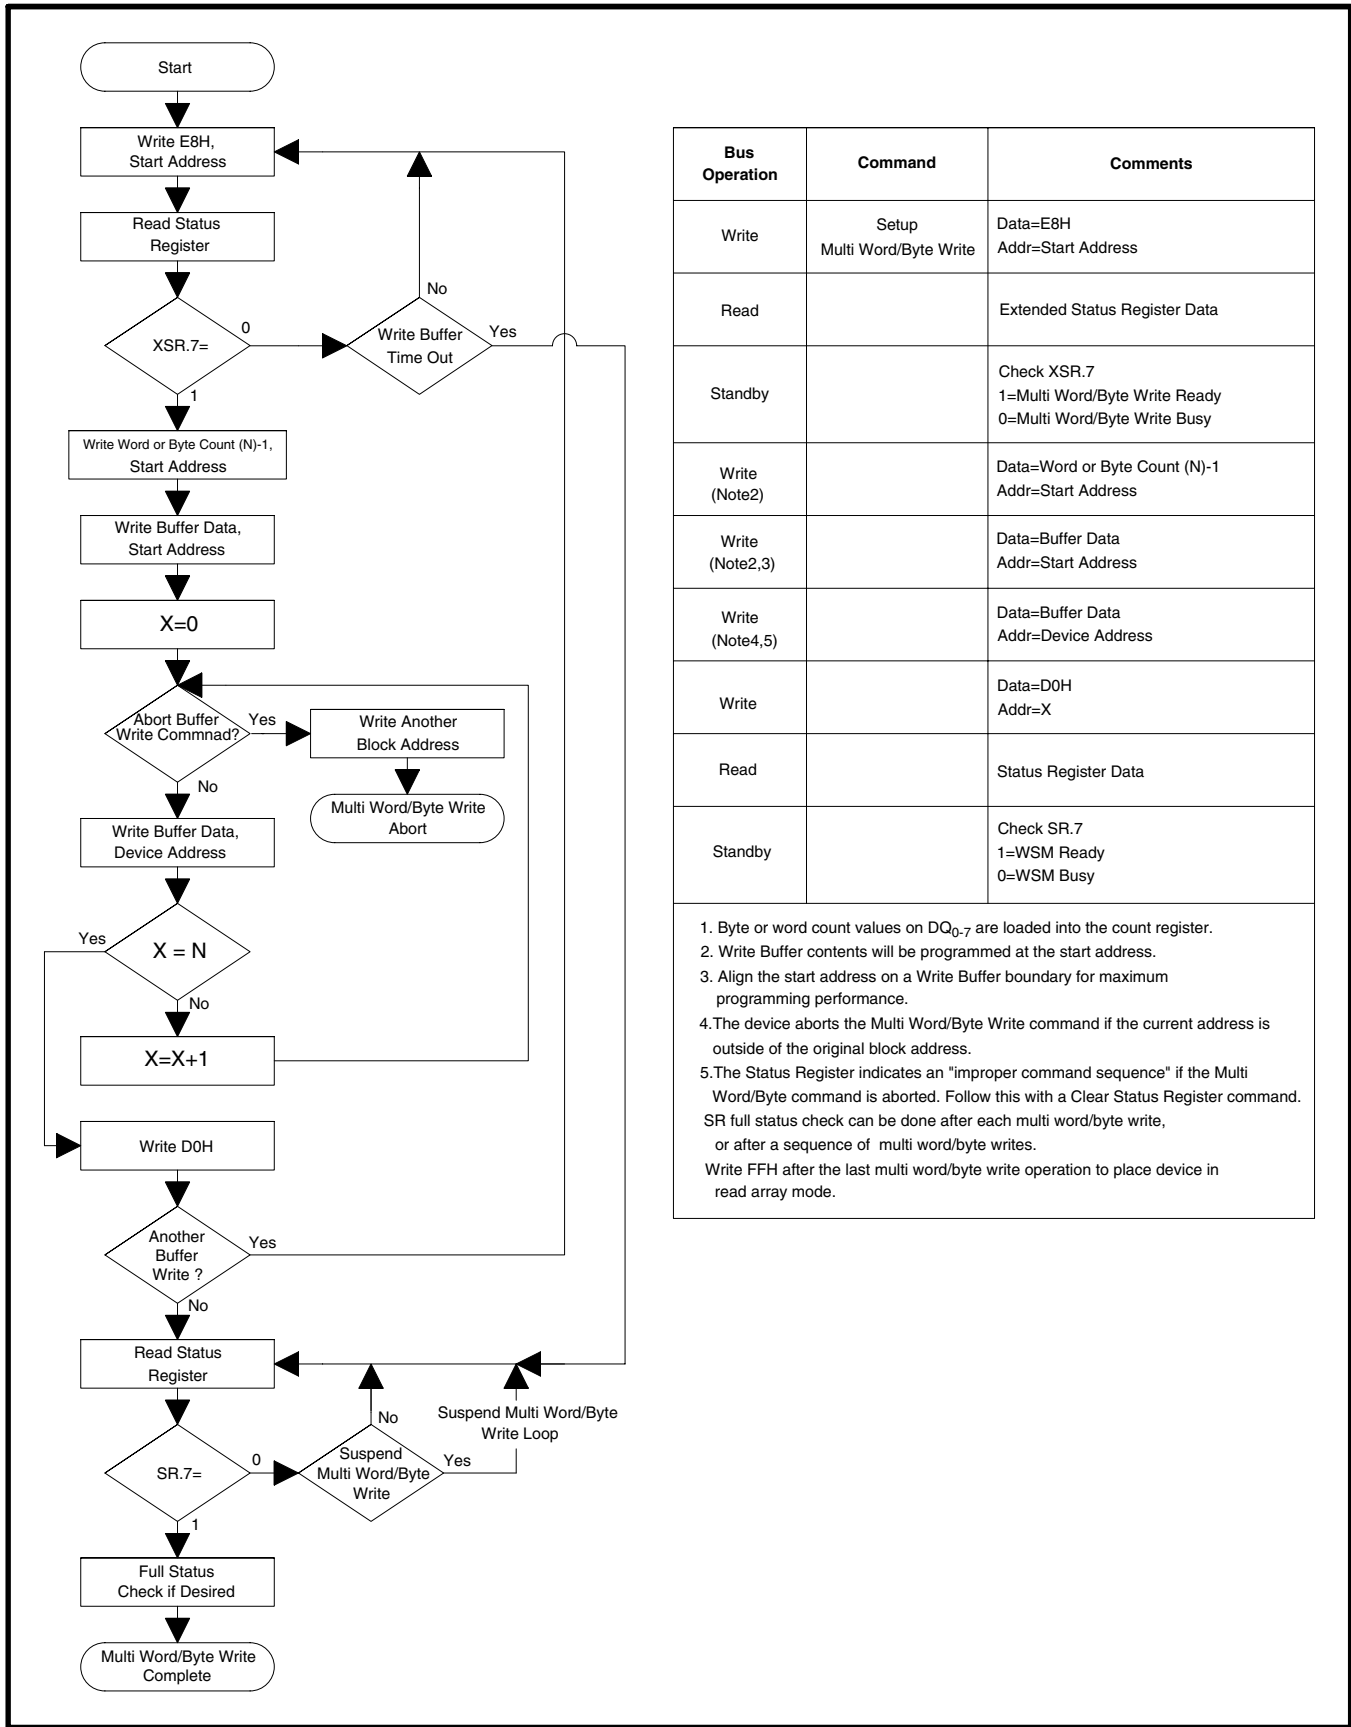 Start
Write E8H,
Start Address
Read Status
Register
XSR.7=
0
1
Write Buffer
Time Out
No
Yes
Write Word or Byte Count (N)-1,
Start Address
Write Buffer Data,
Start Address
X=0
Abort Buffer
Write Commnad?
Yes
No
Write Another
Block Address
Multi Word/Byte Write
Abort
Write Buffer Data,
Device Address
X = N
Yes
No
X=X+1
Write D0H
Another
Buffer
Write ?
Yes
No
Read Status
Register
SR.7=
0
1
Suspend
Multi Word/Byte
Write
No
Yes
Suspend Multi Word/Byte
Write Loop
Full Status
Check if Desired
Multi Word/Byte Write
Complete
Bus
Operation
Command
Comments
Write
Setup
Multi Word/Byte Write
Data=E8H
Addr=Start Address
Read
Extended Status Register Data
Standby
Check XSR.7
1=Multi Word/Byte Write Ready
0=Multi Word/Byte Write Busy
Write
(Note2)
Data=Word or Byte Count (N)-1
Addr=Start Address
Write
(Note2,3)
Data=Buffer Data
Addr=Start Address
Write
(Note4,5)
Data=Buffer Data
Addr=Device Address
Write
Data=D0H
Addr=X
Read
Status Register Data
Standby
Check SR.7
1=WSM Ready
0=WSM Busy
1. Byte or word count values on DQ0-7 are loaded into the count register.
2. Write Buffer contents will be programmed at the start address.
3. Align the start address on a Write Buffer boundary for maximum
programming performance.
4.The device aborts the Multi Word/Byte Write command if the current address is
outside of the original block address.
5.The Status Register indicates an "improper command sequence" if the Multi
Word/Byte command is aborted. Follow this with a Clear Status Register command.
SR full status check can be done after each multi word/byte write,
or after a sequence of multi word/byte writes.
Write FFH after the last multi word/byte write operation to place device in
read array mode.